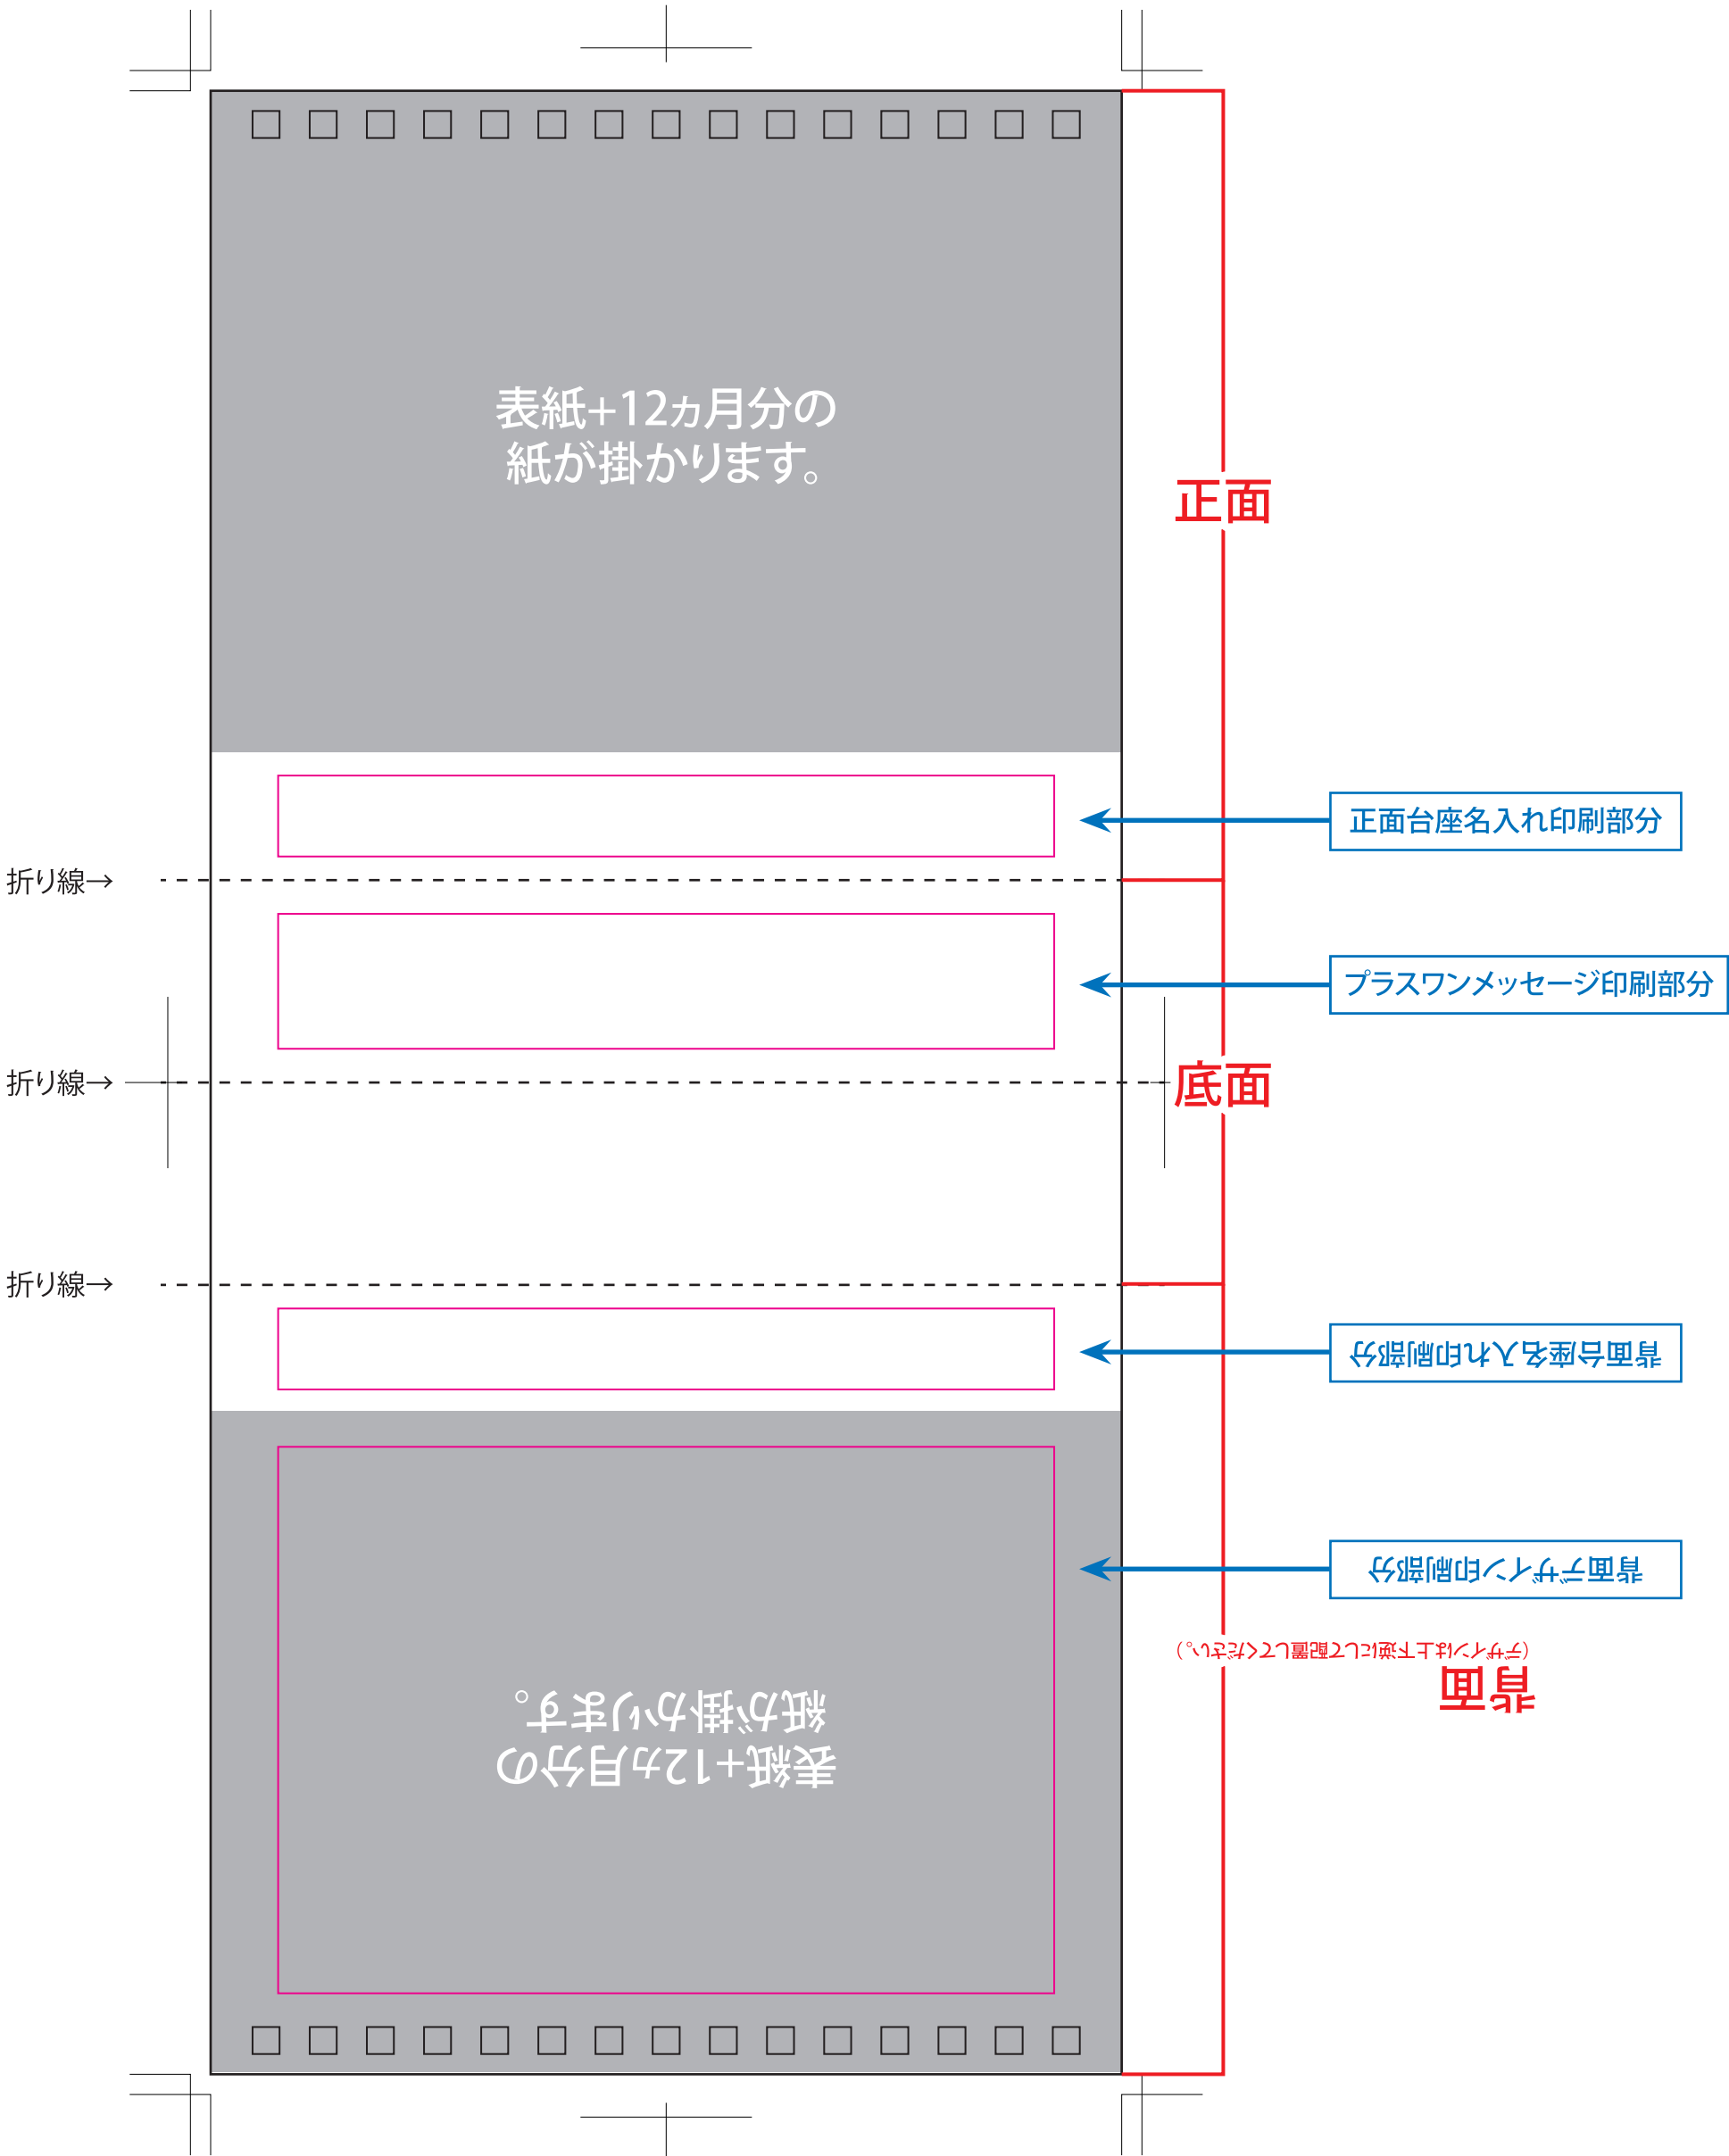 表紙+12ヵ月分の
紙が掛かります。
正面
正面台座名入れ印刷部分
折り線→
プラスワンメッセージ印刷部分
折り線→
底面
折り線→
背面台座名入れ印刷部分
背面デザイン印刷部分
背面
(デザインは上下逆にして配置してください。)
表紙+12カ月分の
紙が掛かります。